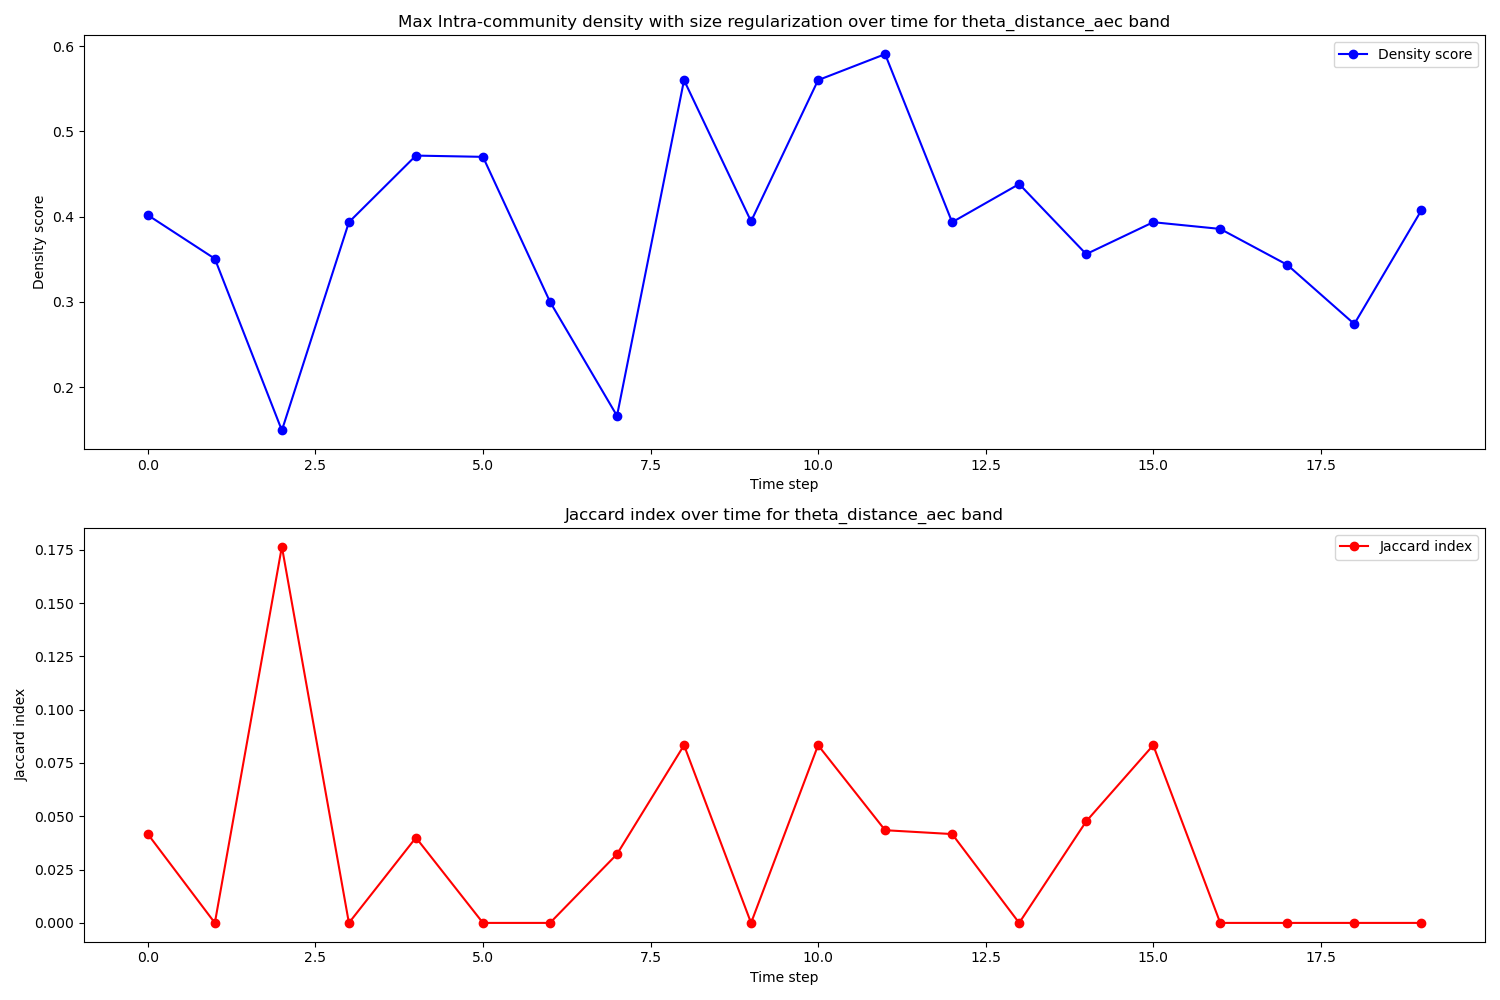 Max Intra-community density with size regularization over time for theta_distance_aec band
Density score
0.6
0.5
0.4
0.3
0.2
Density score
0.0 2.5 5.0 7.5 10.0 12.5 15.0 17.5
Time step
Jaccard index over time for theta_distance_aec band
Jaccard index
0.175
0.150
0.125
0.100
0.075
0.050
0.025
0.000
Jaccard index
0.0 2.5 5.0 7.5 10.0 12.5 15.0 17.5
Time step